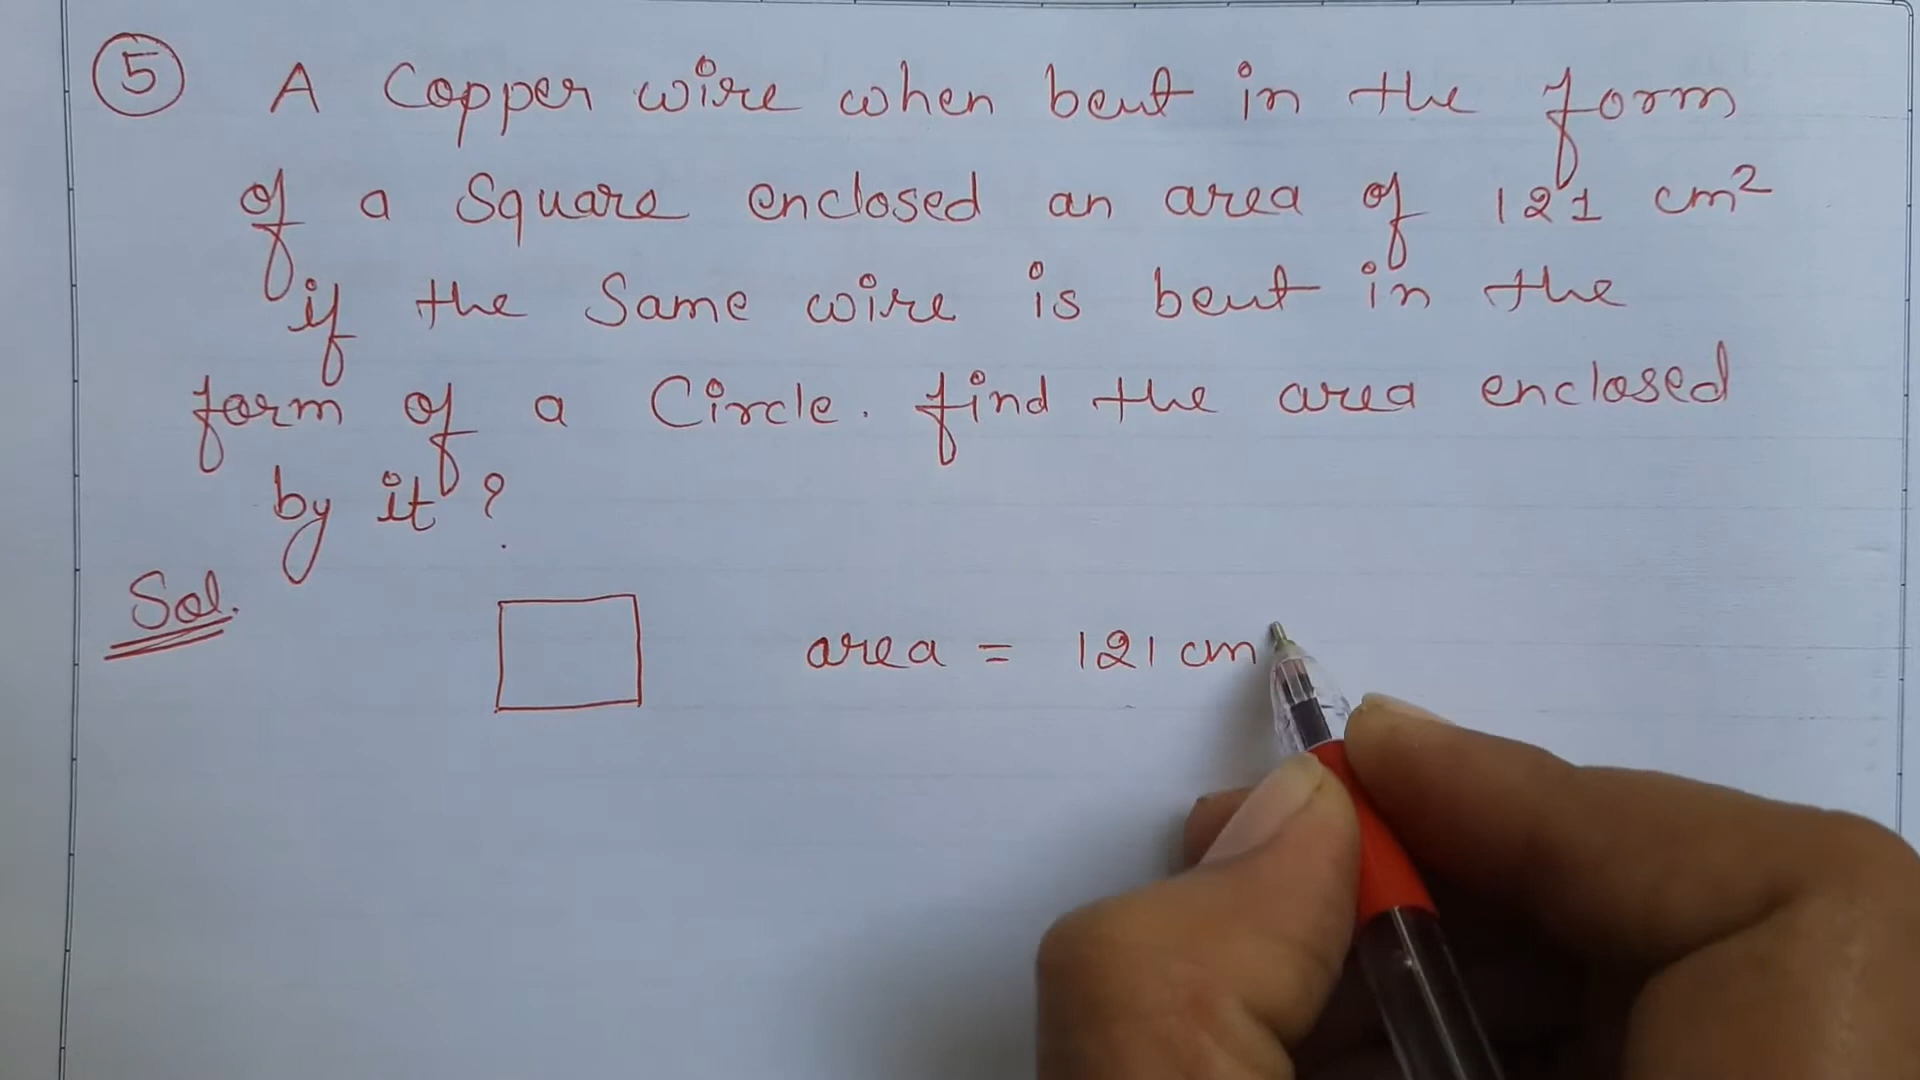 5 A Copper wire when bent in the form
of a Square enclosed an area of 121 cm²
if the Same wire is bent in the
form of a Circle. find the area enclosed
by it ?
Sol.
area = 121 cm